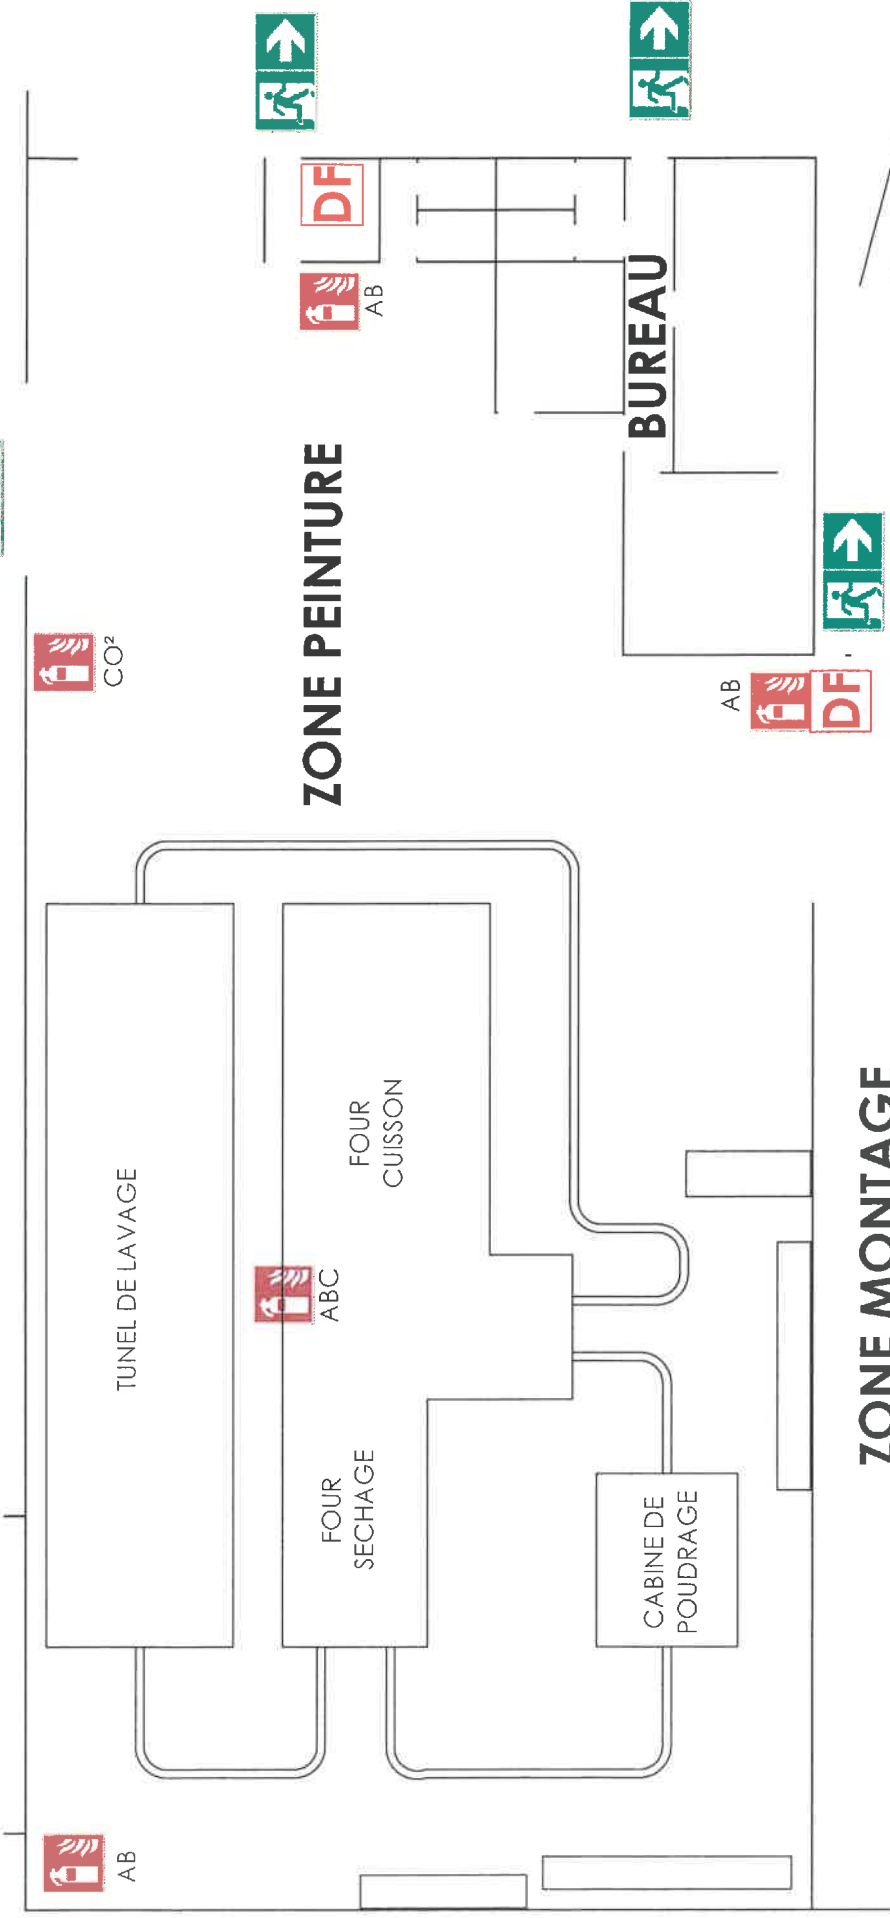 CO²
AB
DF
TUNEL DE LAVAGE
ZONE PEINTURE
AB
ABC
FOUR
CUISSON
FOUR
SECHAGE
BUREAU
CABINE DE
POUDRAGE
AB
DF
ZONE MONTAGE